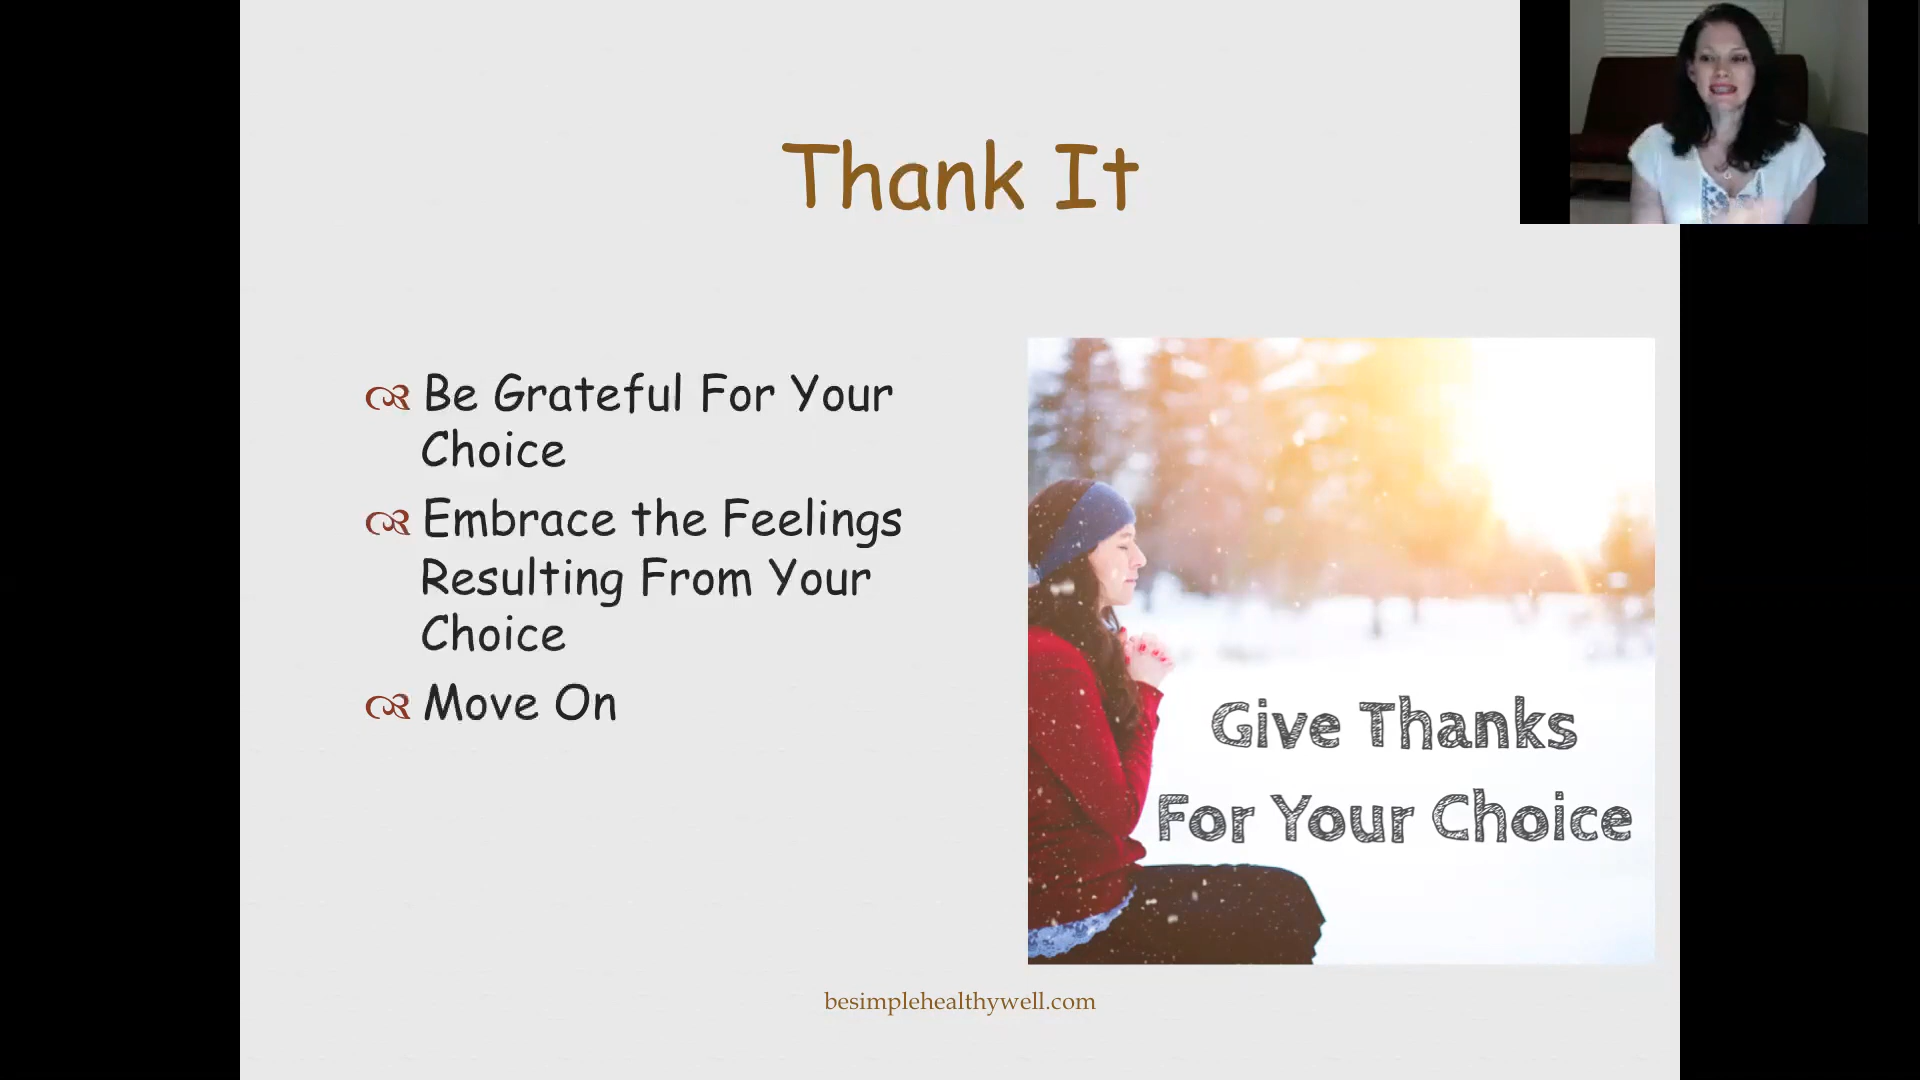 Thank It
Be Grateful For Your
Choice
Embrace the Feelings
Resulting From Your
Choice
Move On
Give Thanks
For Your Choice
besimplehealthywell.com